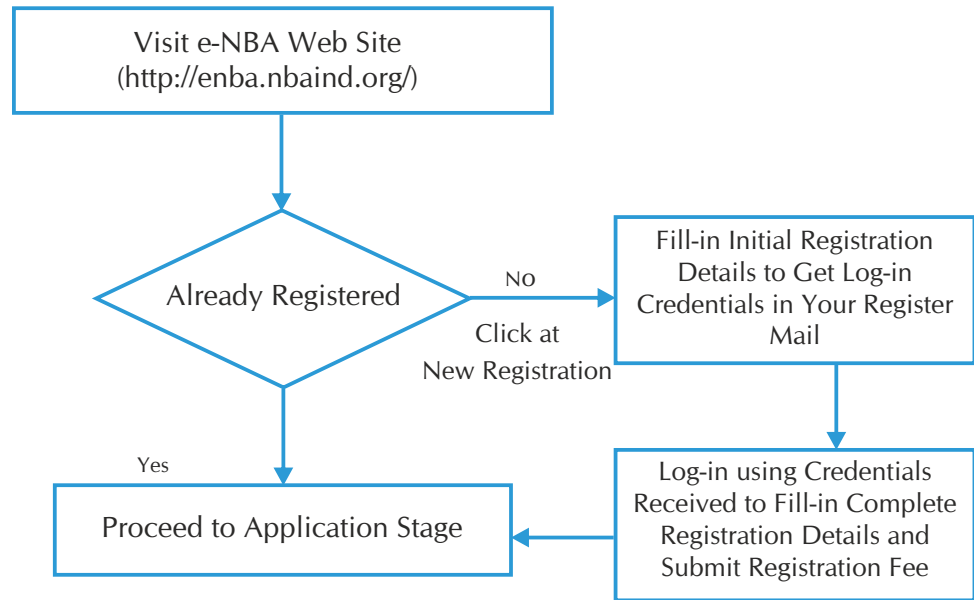 Visit e-NBA Web Site
(http://enba.nbaind.org/)
Already Registered
No
Click at
New Registration
Fill-in Initial Registration
Details to Get Log-in
Credentials in Your Register
Mail
Yes
Proceed to Application Stage
Log-in using Credentials
Received to Fill-in Complete
Registration Details and
Submit Registration Fee